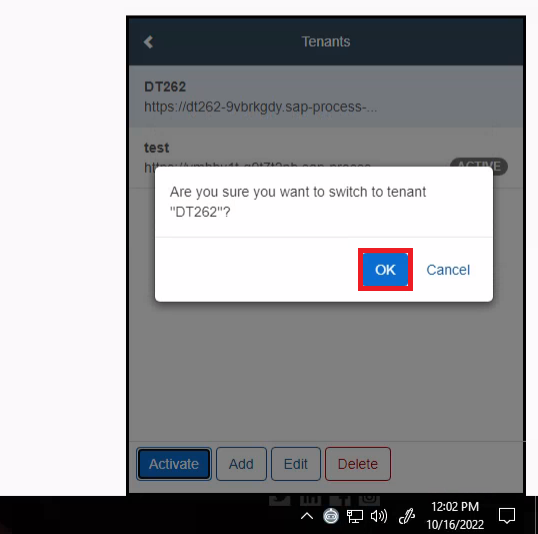 Tenants
DT262
https://dt262-9vbrkgdy.sap-process-...
test
ACTIVE
Are you sure you want to switch to tenant
"DT262"?
OK Cancel
Activate Add Edit Delete
12:02 PM
10/16/2022